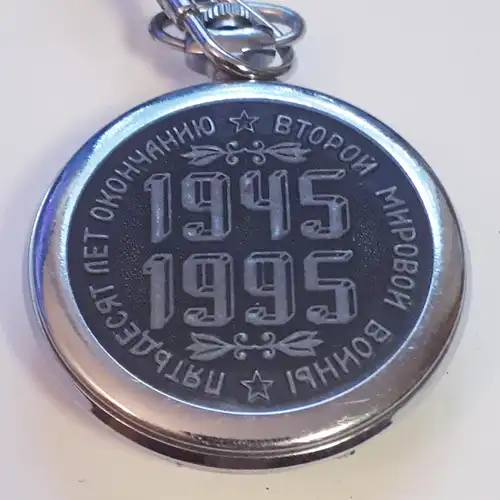 ПЯТЬДЕСЯТ ЛЕТ ОКОНЧАНИЮ
ВТОРОЙ МИРОВОЙ ВОЙНЫ
1945
1995